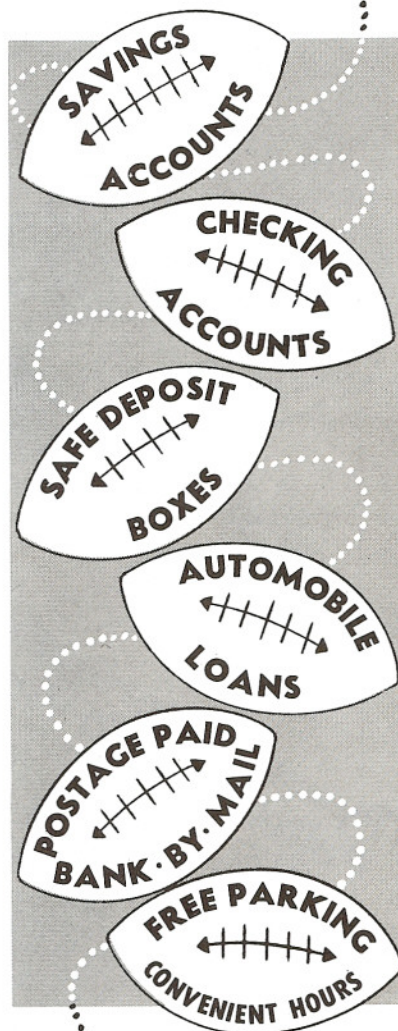 SAVINGS
ACCOUNTS
CHECKING
ACCOUNTS
SAFE DEPOSIT
BOXES
AUTOMOBILE
LOANS
POSTAGE PAID
BANK·BY·MAIL
FREE PARKING
CONVENIENT HOURS